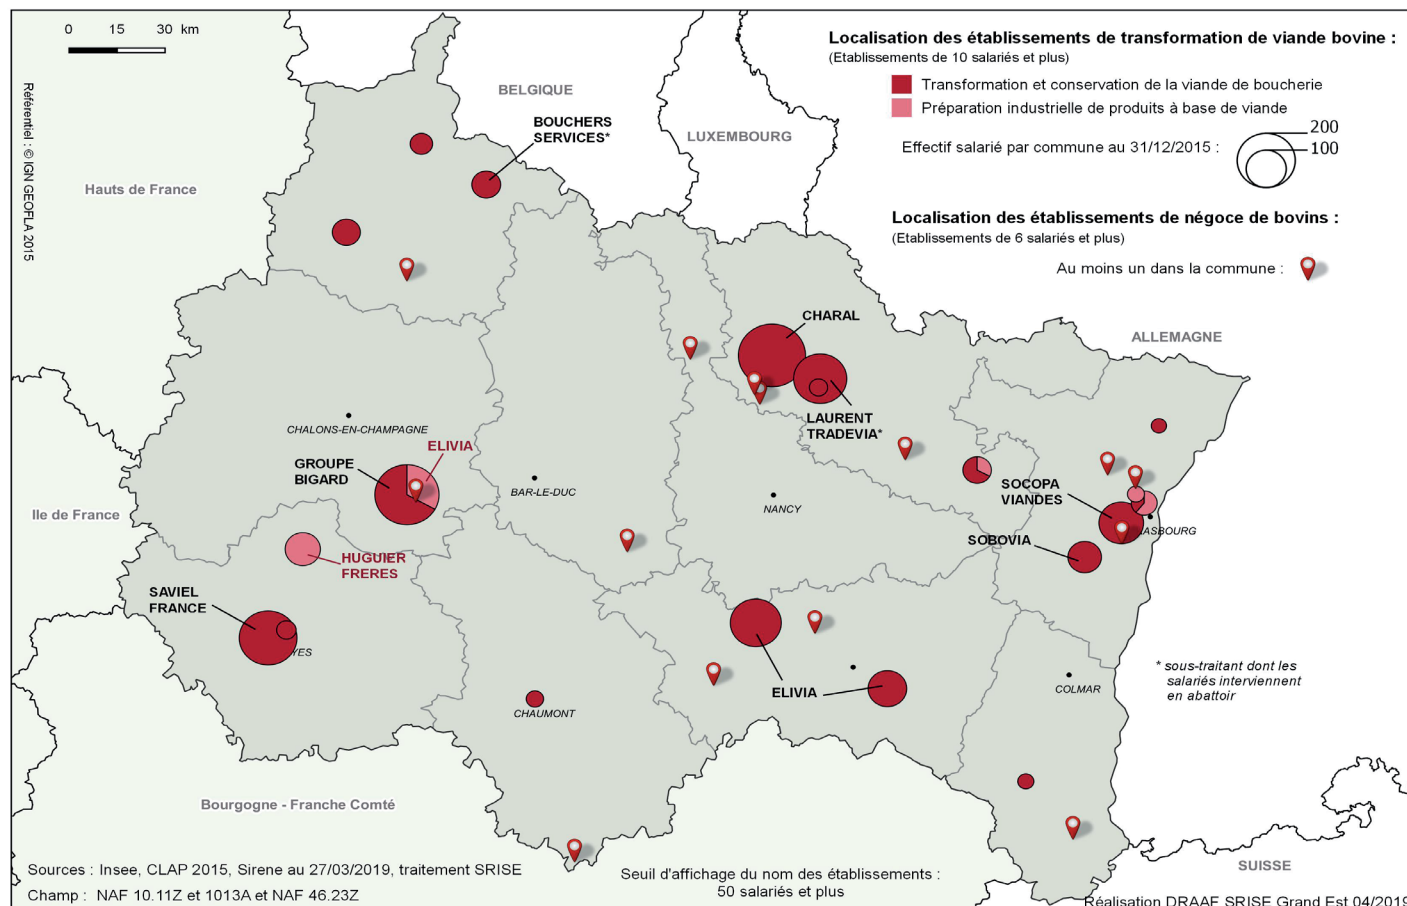 0 15 30 km
Référentiel : © IGN GEOFLA 2015
Localisation des établissements de transformation de viande bovine :
(Etablissements de 10 salariés et plus)
Transformation et conservation de la viande de boucherie
Préparation industrielle de produits à base de viande
Effectif salarié par commune au 31/12/2015 :
200
100
Localisation des établissements de négoce de bovins :
(Etablissements de 6 salariés et plus)
Au moins un dans la commune :
BELGIQUE
LUXEMBOURG
ALLEMAGNE
Hauts de France
Ile de France
Bourgogne - Franche Comté
SUISSE
BOUCHERS
SERVICES*
CHARAL
LAURENT
TRADEVIA*
CHALONS-EN-CHAMPAGNE
ELIVIA
GROUPE
BIGARD
BAR-LE-DUC
NANCY
SOCOPA
VIANDES
ASBOURG
SOBOVIA
HUGUIER
FRERES
SAVIEL
FRANCE
YES
ELIVIA
CHAUMONT
COLMAR
* sous-traitant dont les
salariés interviennent
en abattoir
Sources : Insee, CLAP 2015, Sirene au 27/03/2019, traitement SRISE
Champ : NAF 10.11Z et 1013A et NAF 46.23Z
Seuil d'affichage du nom des établissements :
50 salariés et plus
Réalisation DRAAF SRISE Grand Est 04/2019